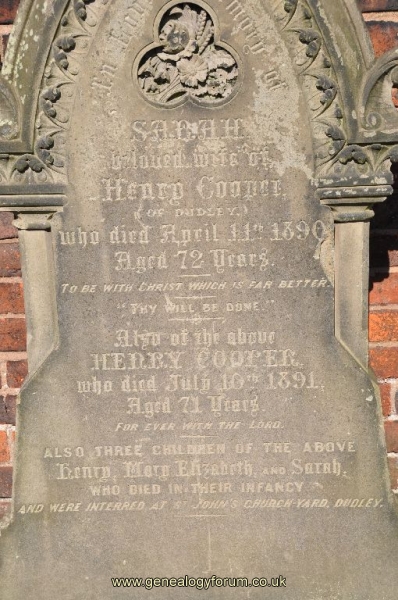 In loving memory of
SARAH
beloved wife of
Henry Cooper,
(OF DUDLEY,)
who died April 11th 1890
Aged 72 Years.
TO BE WITH CHRIST WHICH IS FAR BETTER.
"THY WILL BE DONE."
Also of the above
HENRY COOPER,
who died July 10th 1891.
Aged 71 Years.
FOR EVER WITH THE LORD.
ALSO THREE CHILDREN OF THE ABOVE
Henry, Mary Elizabeth, AND Sarah,
WHO DIED IN THEIR INFANCY
AND WERE INTERRED AT ST JOHN'S CHURCH-YARD, DUDLEY.
www.genealogyforum.co.uk